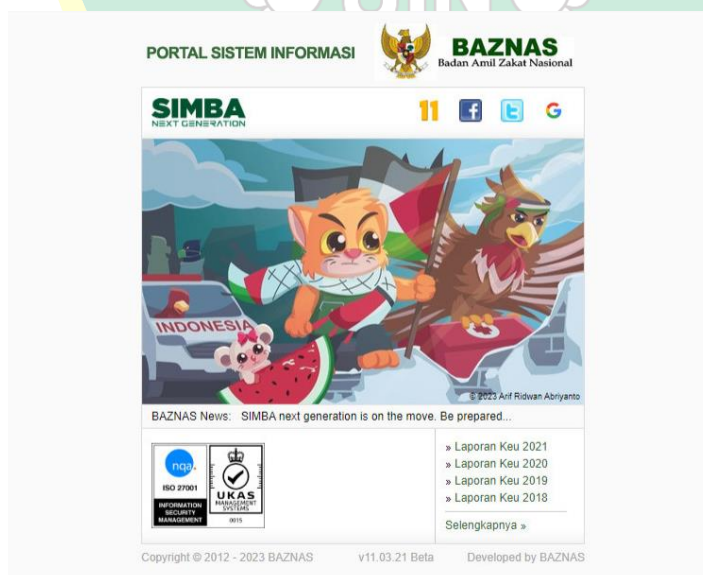 PORTAL SISTEM INFORMASI
BAZNAS
Badan Amil Zakat Nasional
SIMBA
NEXT GENERATION
11
INDONESIA
© 2023 Arif Ridwan Abriyanto
BAZNAS News: SIMBA next generation is on the move. Be prepared...
nqa.
ISO 27001
INFORMATION
SECURITY
MANAGEMENT
UKAS
MANAGEMENT
SYSTEMS
0015
» Laporan Keu 2021
» Laporan Keu 2020
» Laporan Keu 2019
» Laporan Keu 2018
Selengkapnya »
Copyright © 2012 - 2023 BAZNAS v11.03.21 Beta Developed by BAZNAS